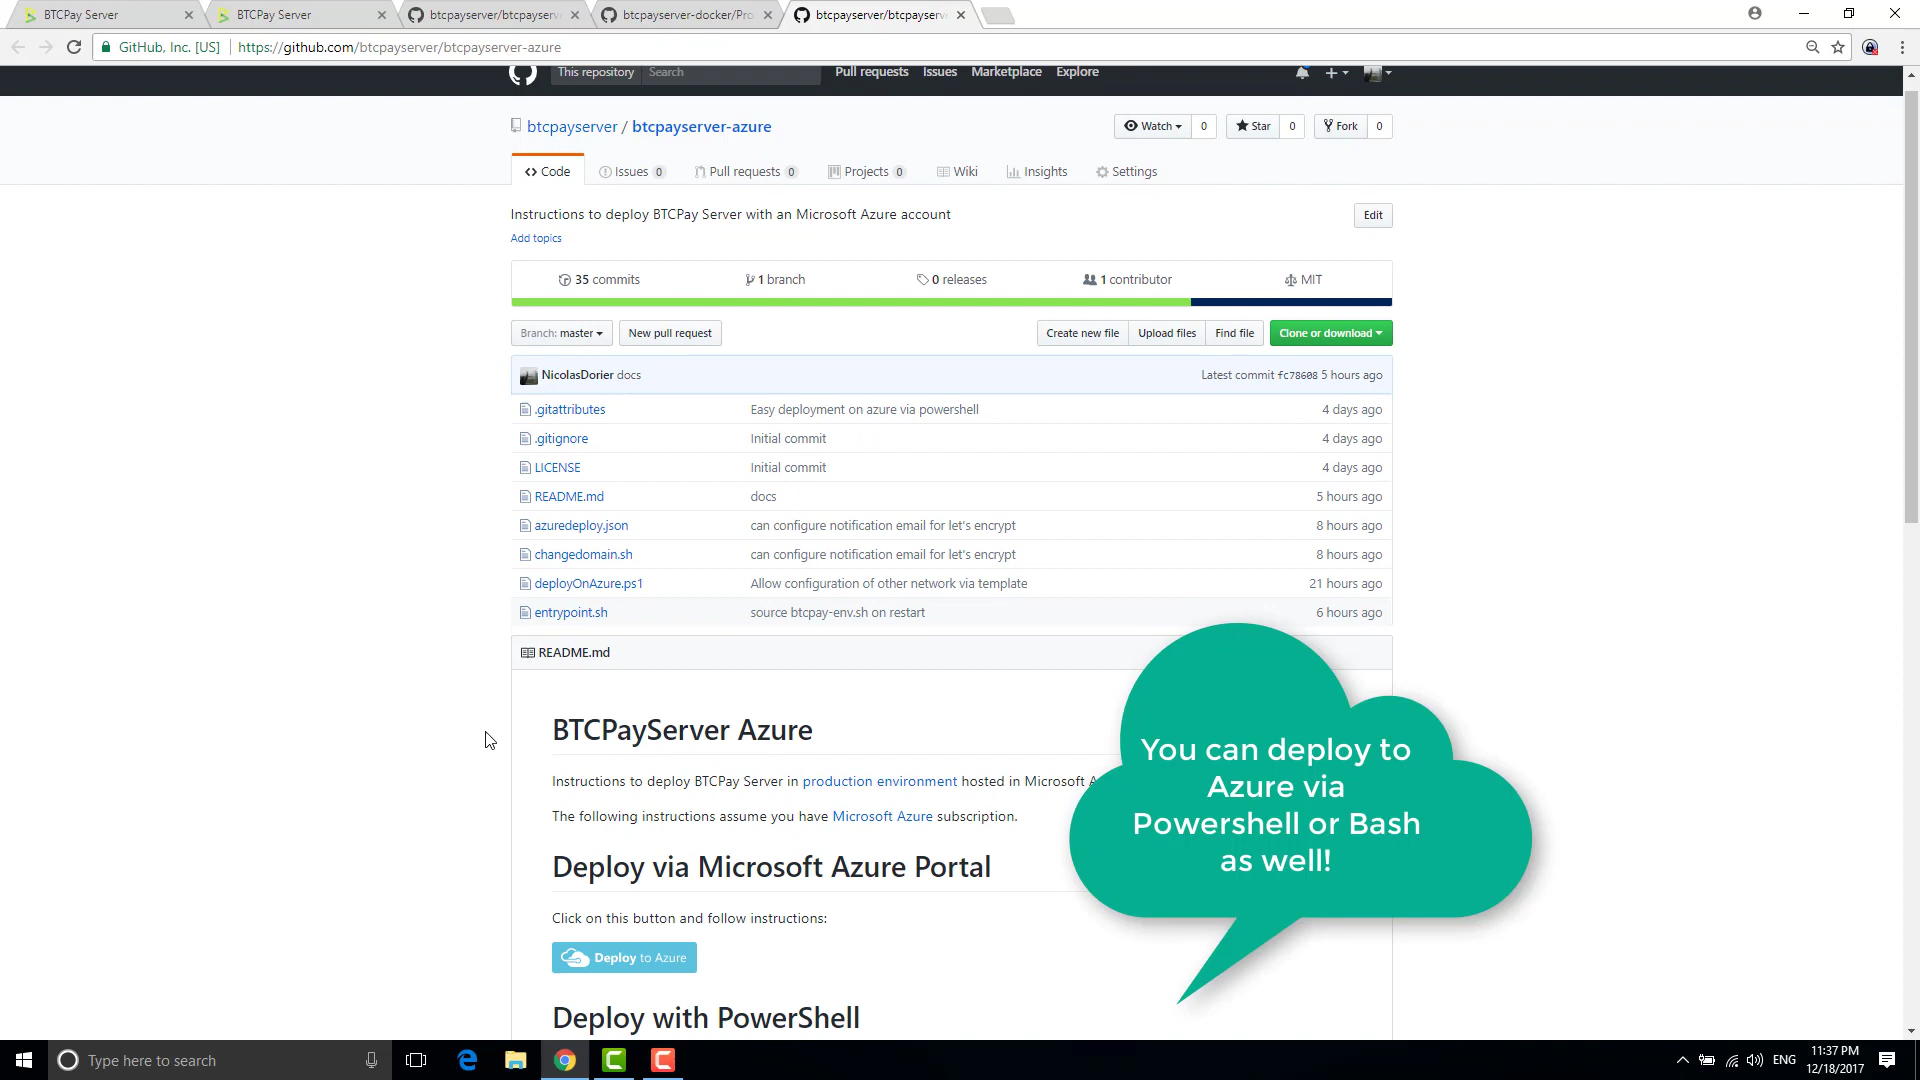 BTCPay Server
BTCPay Server
btcpayserver/btcpayserv
btcpayserver-docker/Pro
btcpayserver/btcpayserv
GitHub, Inc. [US]
https://github.com/btcpayserver/btcpayserver-azure
This repository
Search
Pull requests
Issues
Marketplace
Explore
btcpayserver / btcpayserver-azure
Watch 0
Star 0
Fork 0
Code
Issues 0
Pull requests 0
Projects 0
Wiki
Insights
Settings
Instructions to deploy BTCPay Server with an Microsoft Azure account
Edit
Add topics
35 commits
1 branch
0 releases
1 contributor
MIT
Branch: master
New pull request
Create new file
Upload files
Find file
Clone or download
NicolasDorier docs
Latest commit fc78608 5 hours ago
.gitattributes Easy deployment on azure via powershell 4 days ago
.gitignore Initial commit 4 days ago
LICENSE Initial commit 4 days ago
README.md docs 5 hours ago
azuredeploy.json can configure notification email for let's encrypt 8 hours ago
changedomain.sh can configure notification email for let's encrypt 8 hours ago
deployOnAzure.ps1 Allow configuration of other network via template 21 hours ago
entrypoint.sh source btcpay-env.sh on restart 6 hours ago
README.md
BTCPayServer Azure
Instructions to deploy BTCPay Server in production environment hosted in Microsoft
The following instructions assume you have Microsoft Azure subscription.
Deploy via Microsoft Azure Portal
Click on this button and follow instructions:
Deploy to Azure
Deploy with PowerShell
You can deploy to
Azure via
Powershell or Bash
as well!
Type here to search
ENG
11:37 PM
12/18/2017